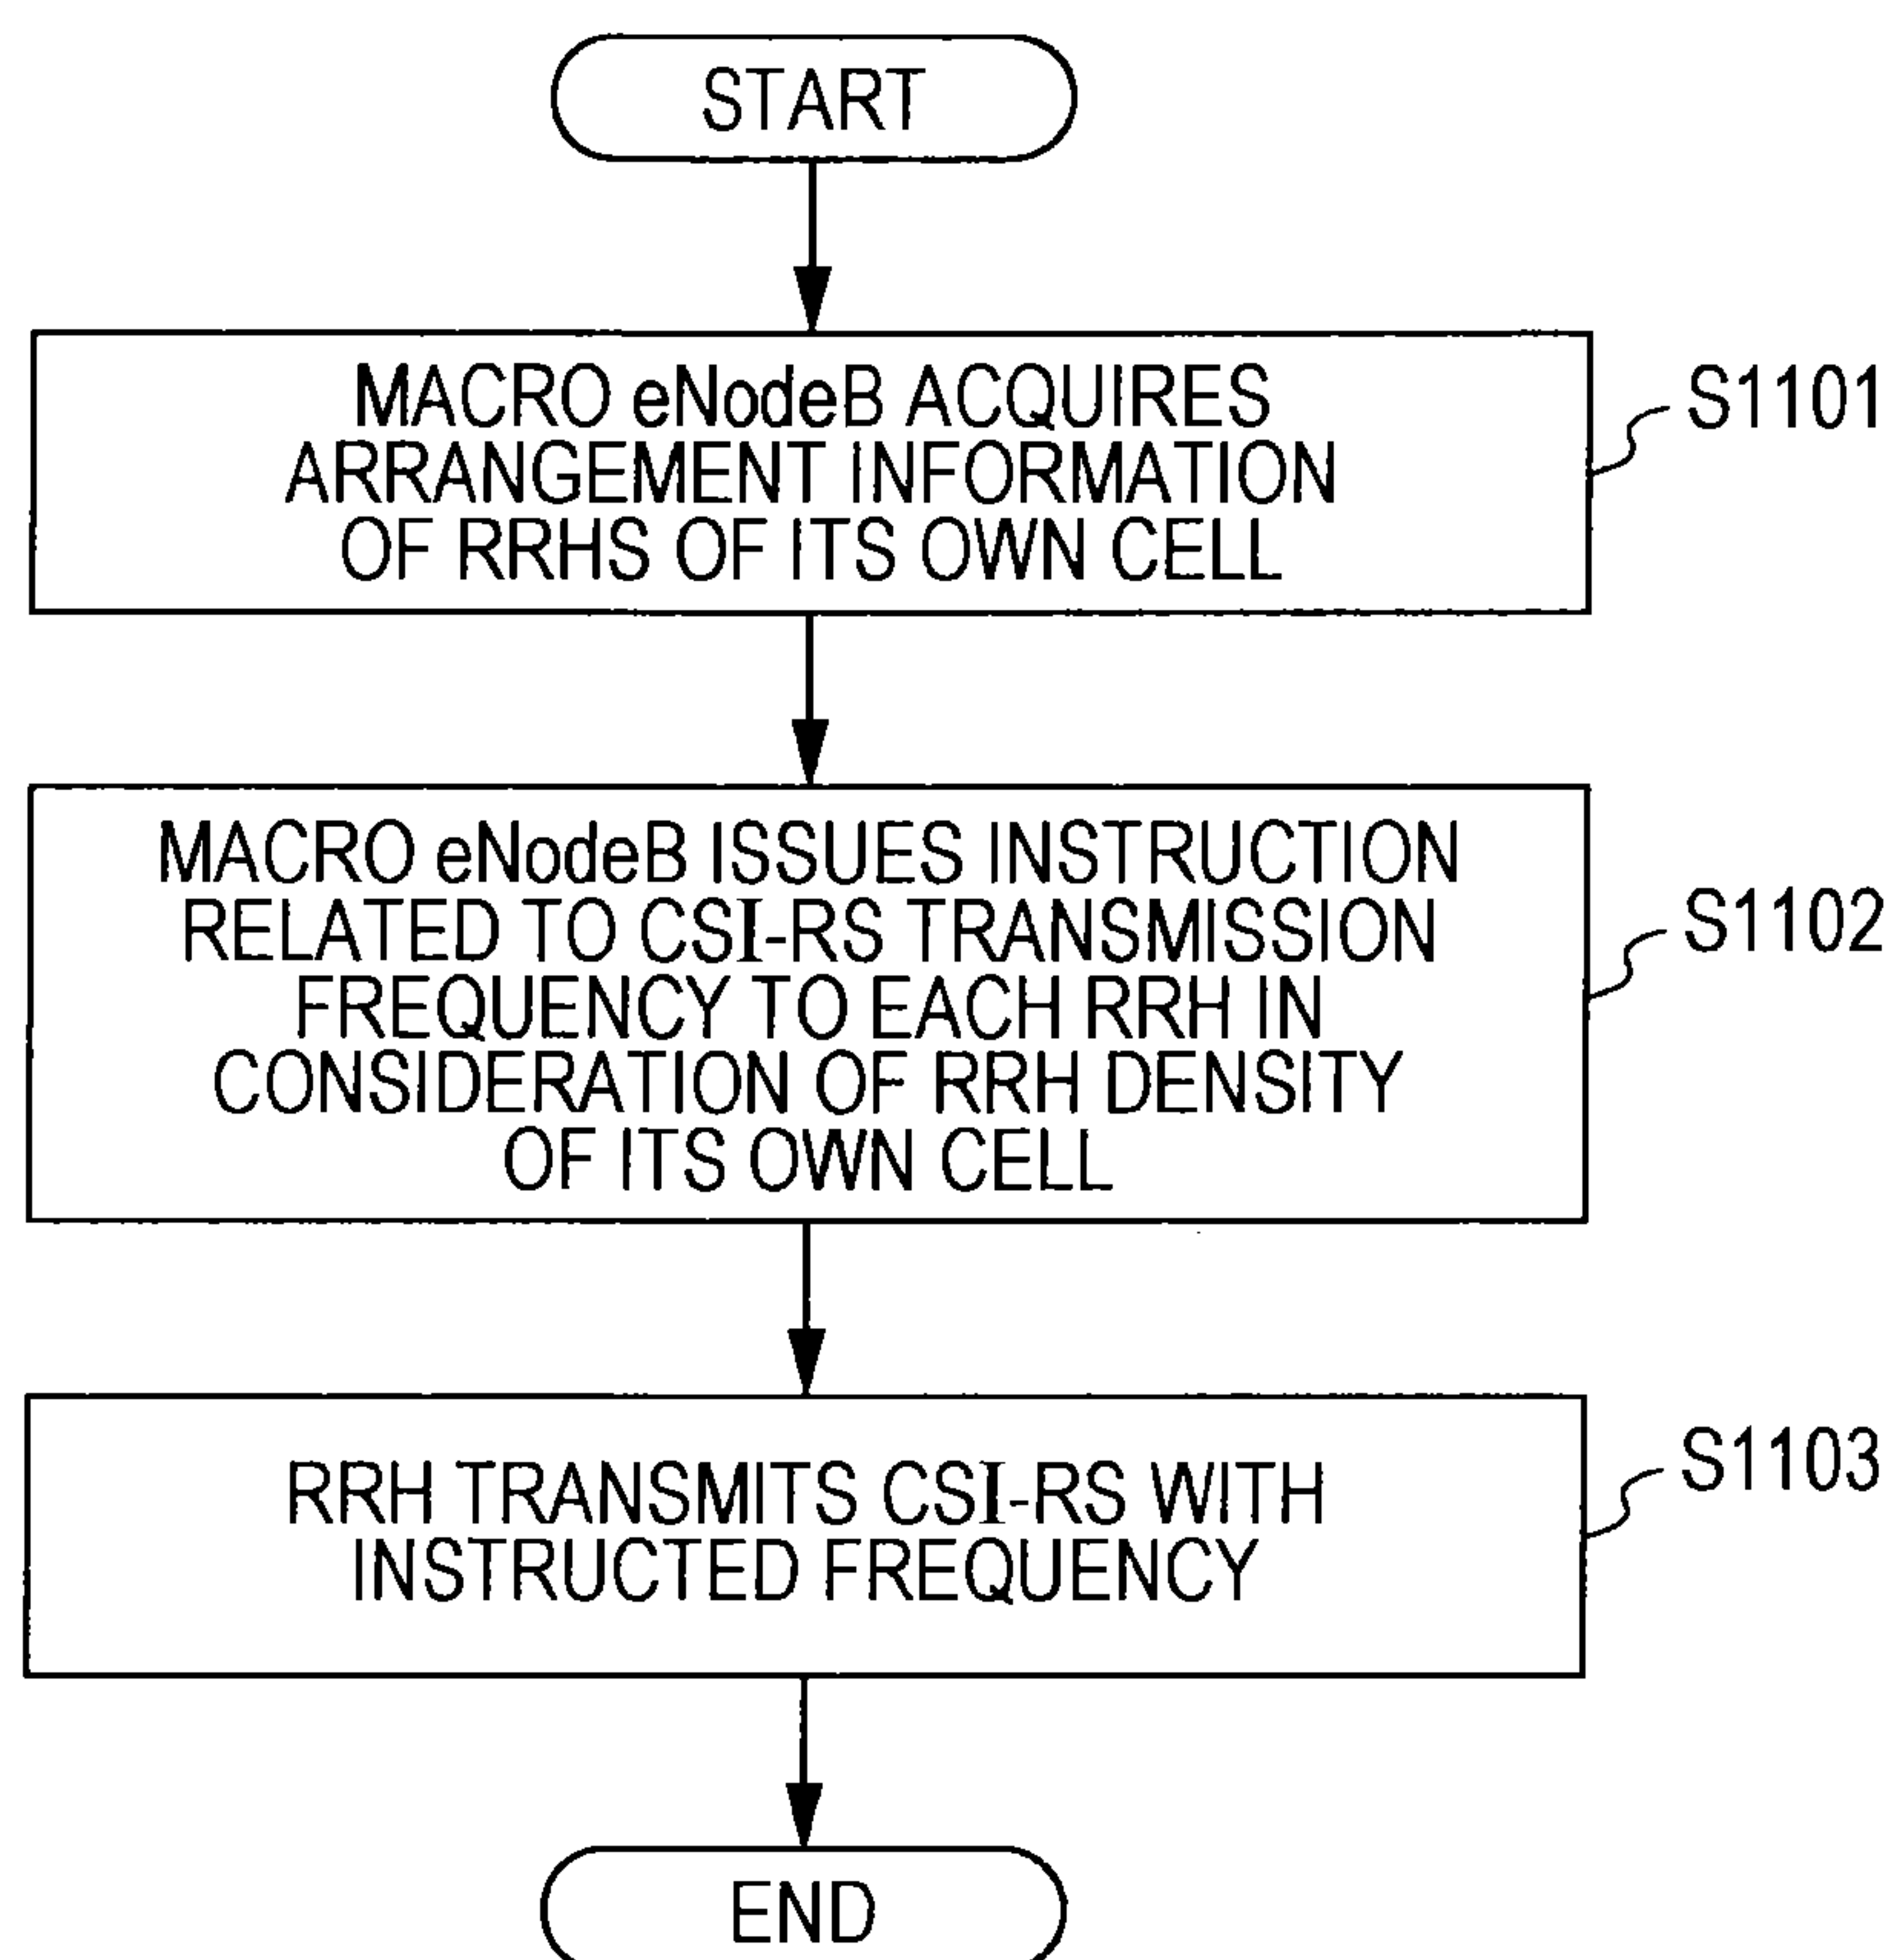 START
MACRO eNodeB ACQUIRES
ARRANGEMENT INFORMATION
OF RRHS OF ITS OWN CELL
S1101
MACRO eNodeB ISSUES INSTRUCTION
RELATED TO CSI-RS TRANSMISSION
FREQUENCY TO EACH RRH IN
CONSIDERATION OF RRH DENSITY
OF ITS OWN CELL
S1102
RRH TRANSMITS CSI-RS WITH
INSTRUCTED FREQUENCY
S1103
END